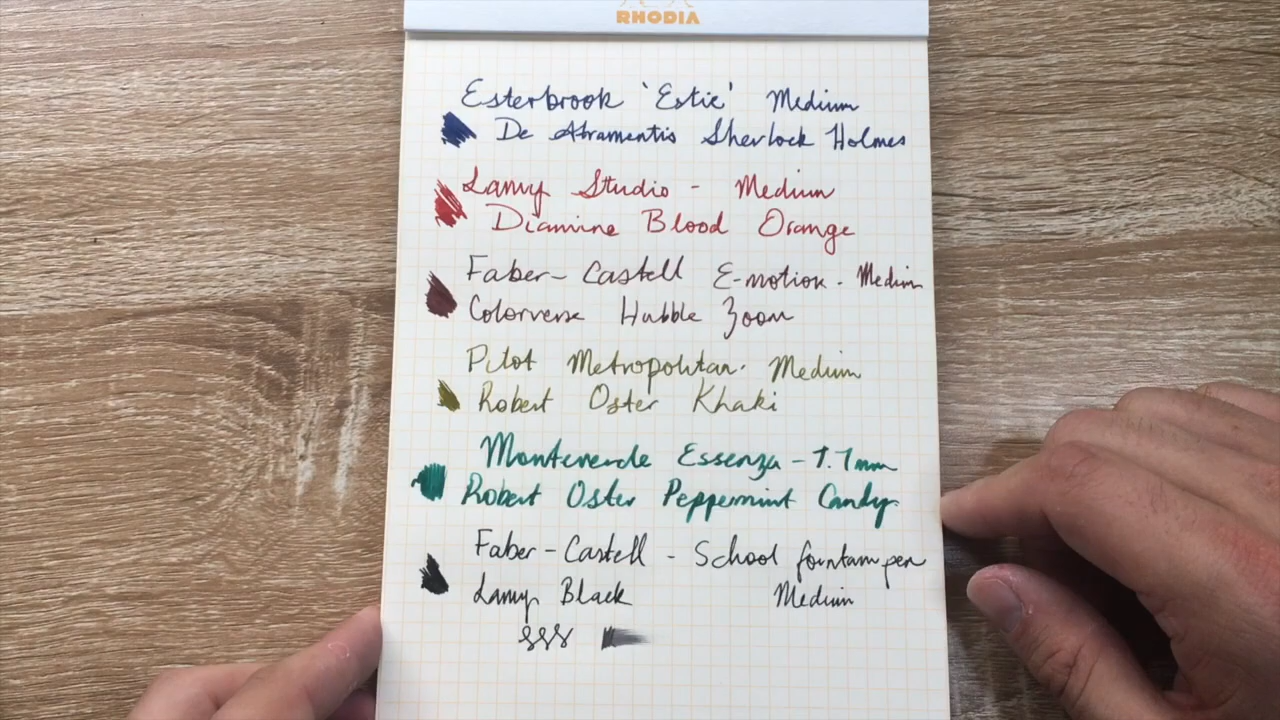 RHODIA
Esterbrook 'Estie' Medium
De Atramentis Sherlock Holmes
Lamy Studio - Medium
Diamine Blood Orange
Faber-Castell E-motion - Medium
Colorverse Hubble Zoom
Pilot Metropolitan - Medium
Robert Oster Khaki
Monteverde Essenza - 1.1mm
Robert Oster Peppermint Candy
Faber-Castell - School fountain pen
Lamy Black Medium